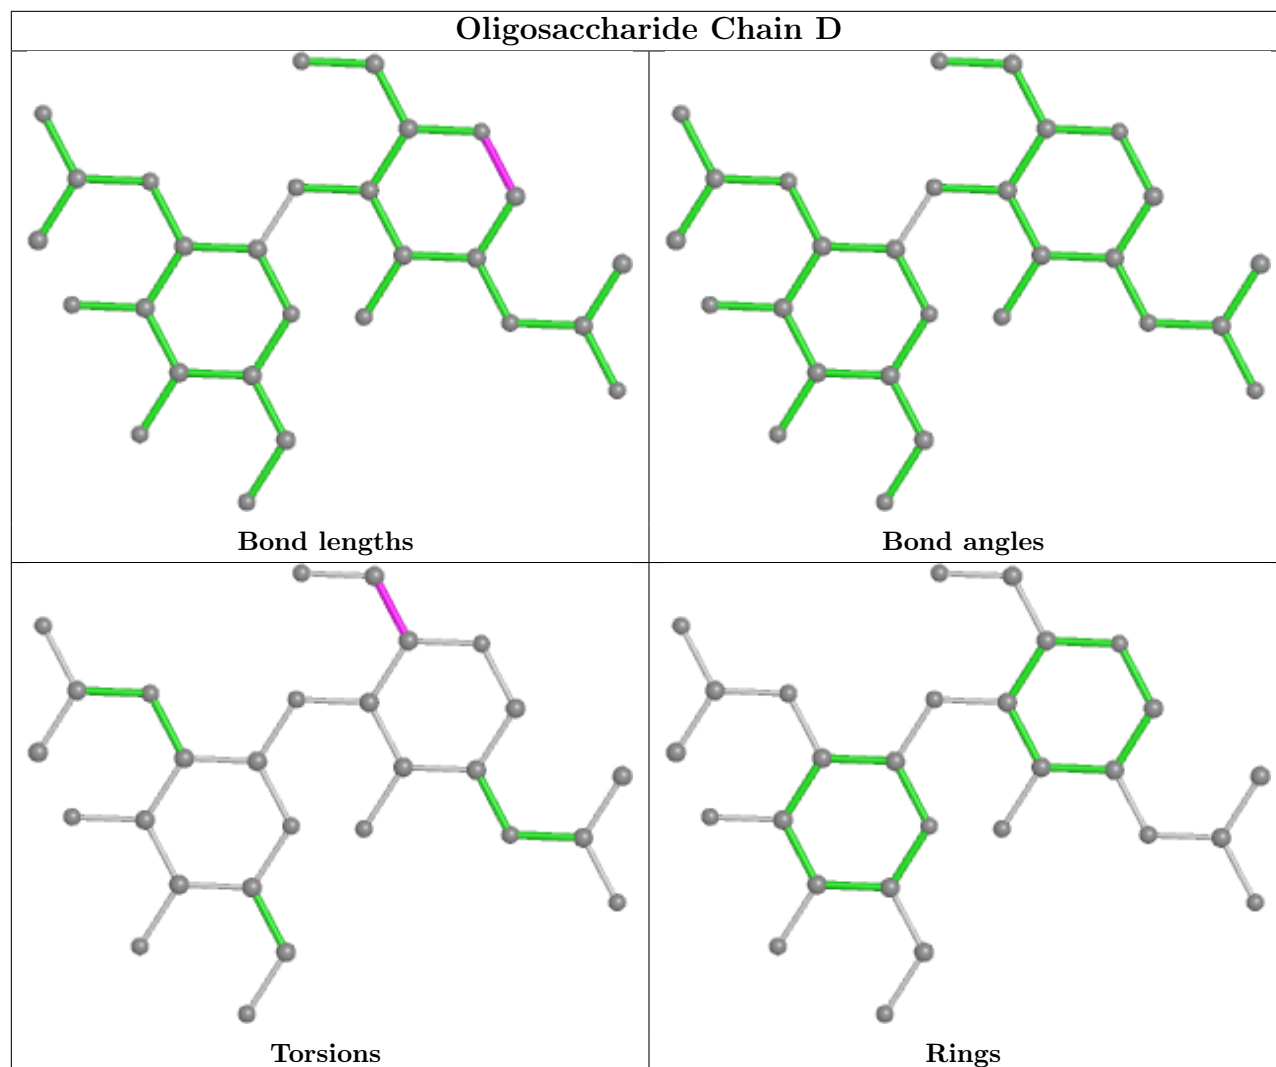 Oligosaccharide Chain D
Bond lengths
Bond angles
Torsions
Rings